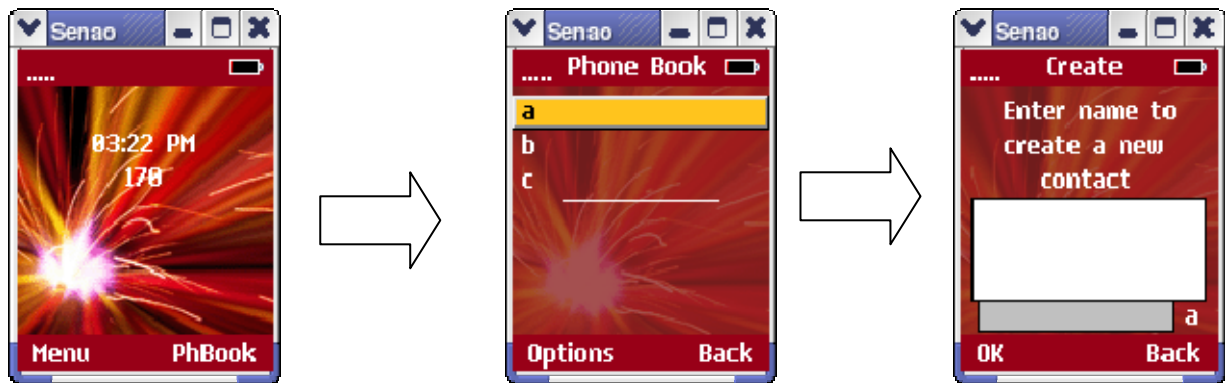 Senao
.....
03:22 PM
170
Menu PhBook
Senao
..... Phone Book
a
b
c
Options Back
Senao
..... Create
Enter name to
create a new
contact
a
OK Back